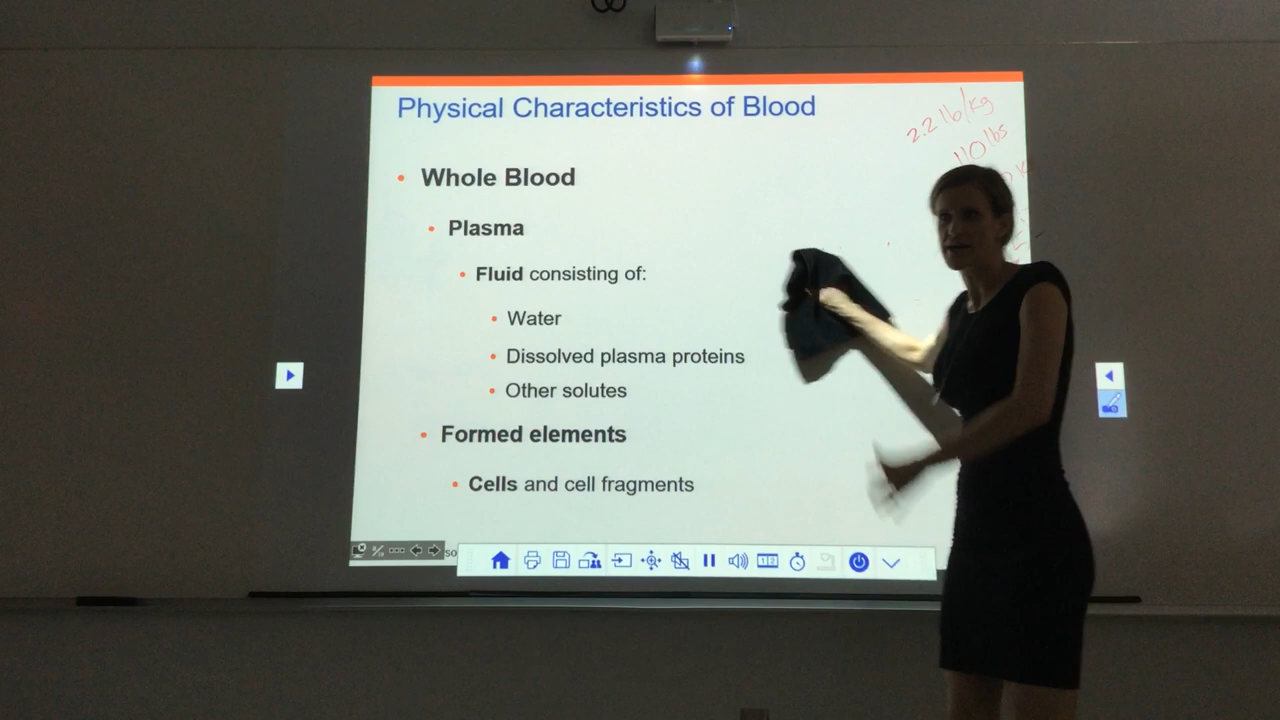 Physical Characteristics of Blood
2.2 lb/kg
110 lbs
• Whole Blood
• Plasma
• Fluid consisting of:
• Water
• Dissolved plasma proteins
• Other solutes
• Formed elements
• Cells and cell fragments